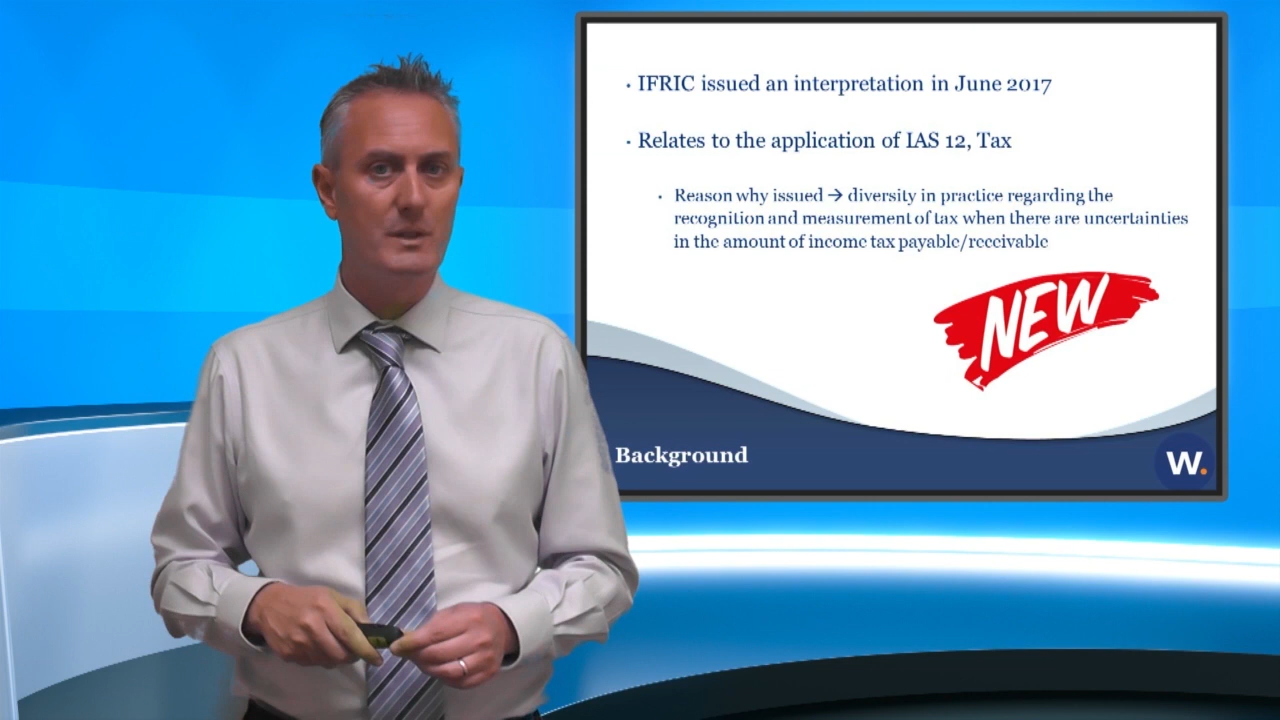 · IFRIC issued an interpretation in June 2017
· Relates to the application of IAS 12, Tax
· Reason why issued → diversity in practice regarding the
recognition and measurement of tax when there are uncertainties
in the amount of income tax payable/receivable
NEW
Background
W.